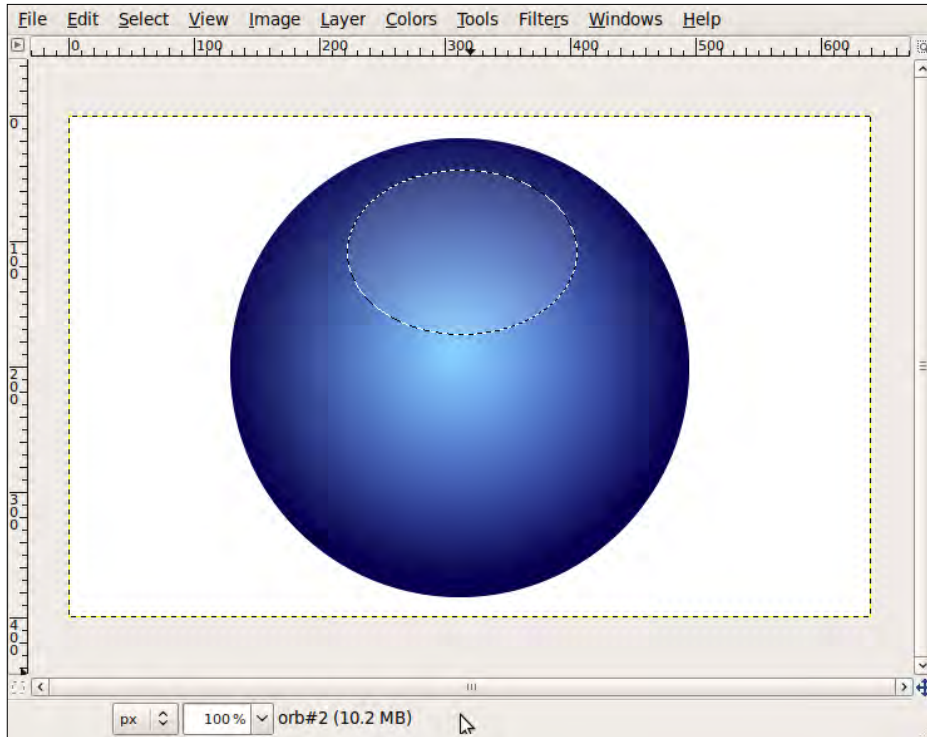 File Edit Select View Image Layer Colors Tools Filters Windows Help
0 100 200 300 400 500 600
0
100
200
300
400
px 100% orb#2 (10.2 MB)